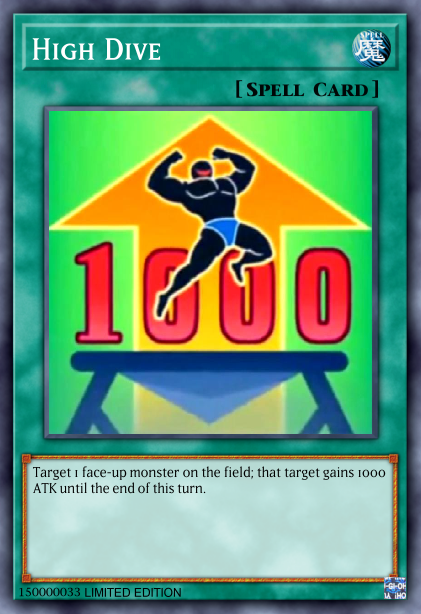 High Dive
SPELL
魔
[Spell Card]
1000
Target 1 face-up monster on the field; that target gains 1000
ATK until the end of this turn.
150000033 LIMITED EDITION